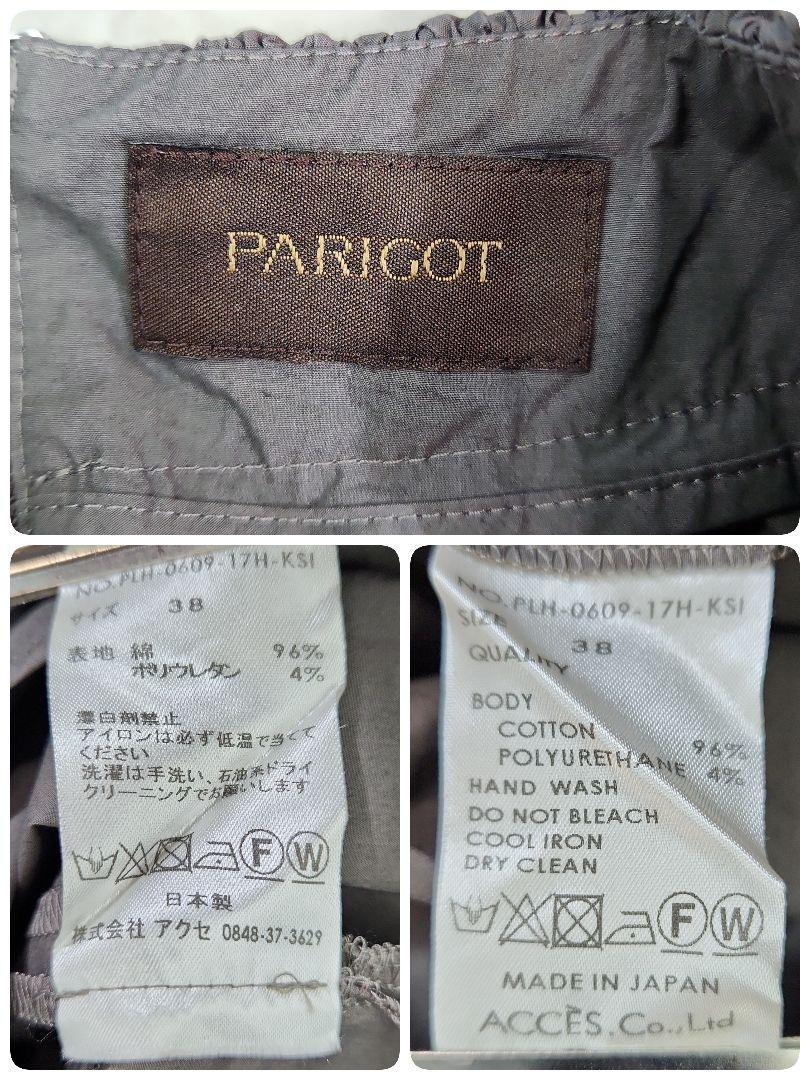 PARIGOT
NO.PLH-0609-17H-KSI
サイズ 38
表地 綿 96%
ポリウレタン 4%
漂白剤禁止
アイロンは必ず低温で当てて
ください
洗濯は手洗い、石油系ドライ
クリーニングでお願いします
F W
日本製
株式会社 アクセ 0848-37-3629
NO.PLH-0609-17H-KSI
SIZE 38
QUALITY
BODY
COTTON 96%
POLYURETHANE 4%
HAND WASH
DO NOT BLEACH
COOL IRON
DRY CLEAN
F W
MADE IN JAPAN
ACCÈS.Co.,Ltd